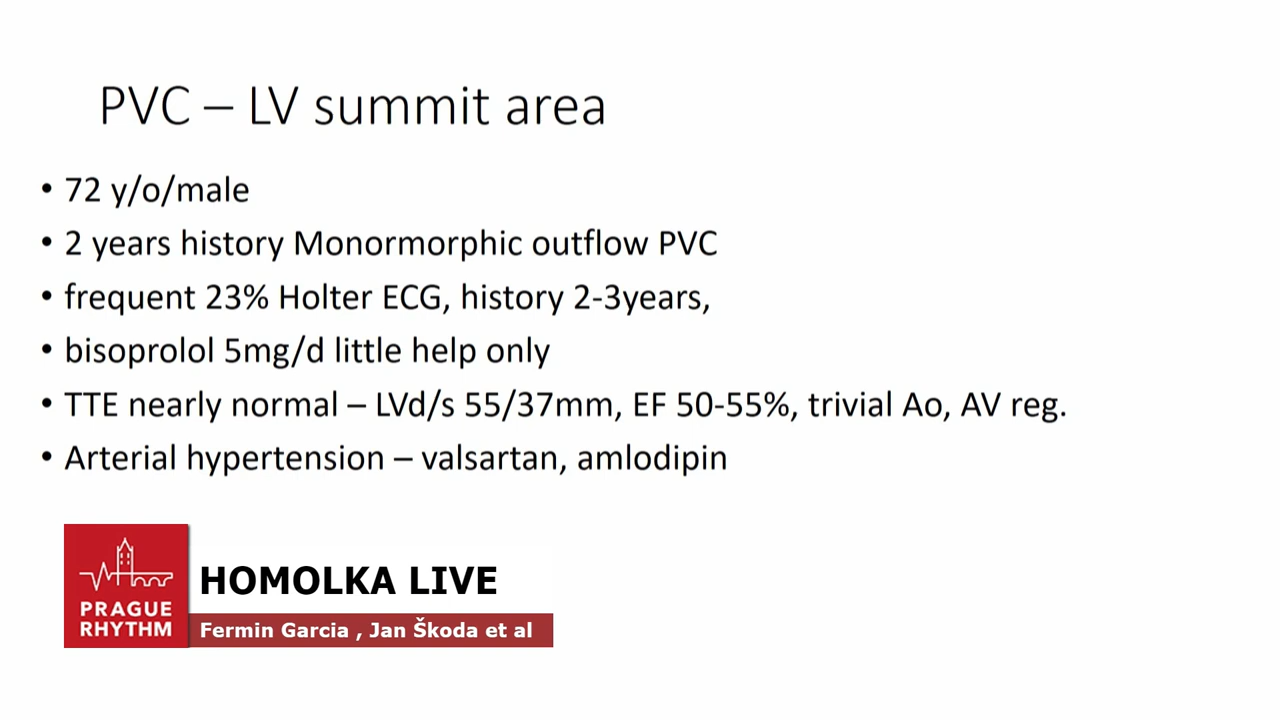 PVC – LV summit area
• 72 y/o/male
• 2 years history Monormorphic outflow PVC
• frequent 23% Holter ECG, history 2-3years,
• bisoprolol 5mg/d little help only
• TTE nearly normal – LVd/s 55/37mm, EF 50-55%, trivial Ao, AV reg.
• Arterial hypertension – valsartan, amlodipin
PRAGUE
RHYTHM
HOMOLKA LIVE
Fermin Garcia , Jan Škoda et al